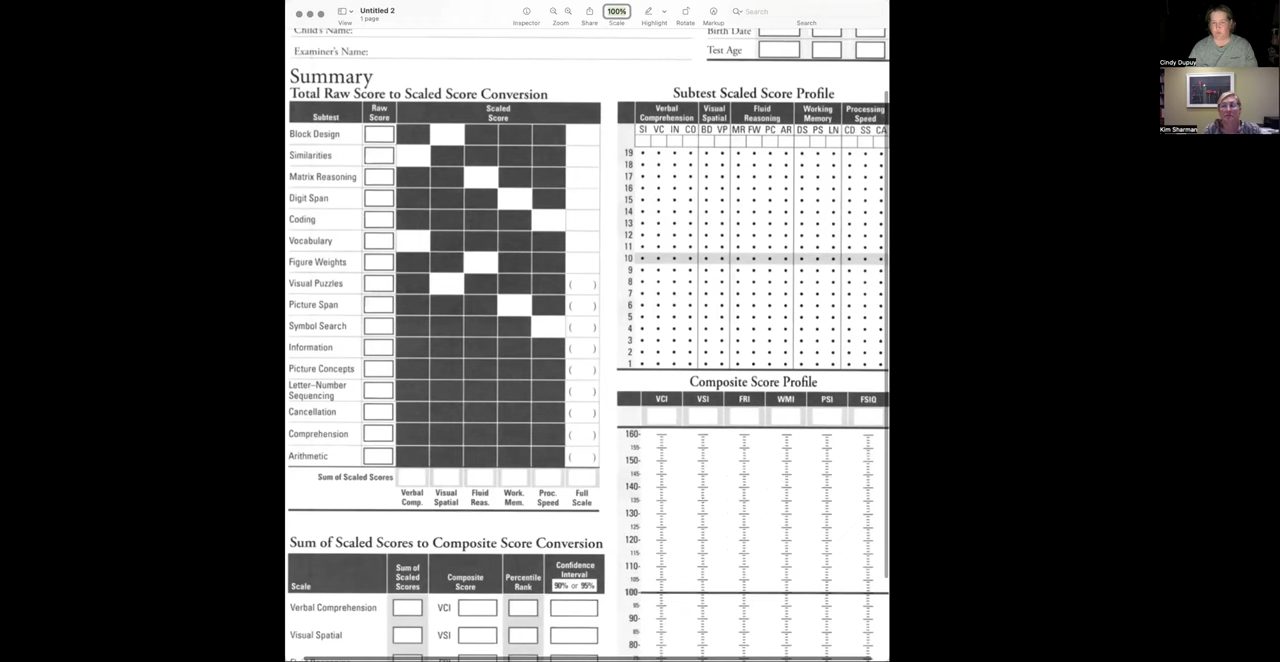 Untitled 2
1 page
View
Inspector
Zoom
Share
100%
Scale
Highlight
Rotate
Markup
Search
Search
Child's Name:
Examiner's Name:
Birth Date
Test Age
Summary
Total Raw Score to Scaled Score Conversion
Subtest
Raw
Score
Scaled
Score
Block Design
Similarities
Matrix Reasoning
Digit Span
Coding
Vocabulary
Figure Weights
Visual Puzzles ( )
Picture Span ( )
Symbol Search ( )
Information ( )
Picture Concepts ( )
Letter–Number
Sequencing ( )
Cancellation ( )
Comprehension ( )
Arithmetic ( )
Sum of Scaled Scores
Verbal Visual Fluid Work. Proc. Full
Comp. Spatial Reas. Mem. Speed Scale
Sum of Scaled Scores to Composite Score Conversion
Scale
Sum of
Scaled
Scores
Composite
Score
Percentile
Rank
Confidence
Interval
90% or 95%
Verbal Comprehension VCI
Visual Spatial VSI
Subtest Scaled Score Profile
Verbal Visual Fluid Working Processing
Comprehension Spatial Reasoning Memory Speed
SI VC IN CO BD VP MR FW PC AR DS PS LN CD SS CA
19
18
17
16
15
14
13
12
11
10
9
8
7
6
5
4
3
2
1
Composite Score Profile
VCI VSI FRI WMI PSI FSIQ
160-
155-
150-
145-
140-
135-
130-
125-
120-
115-
110-
105-
100-
95-
90-
85-
80-
Cindy Dupuy
Kim Sharman